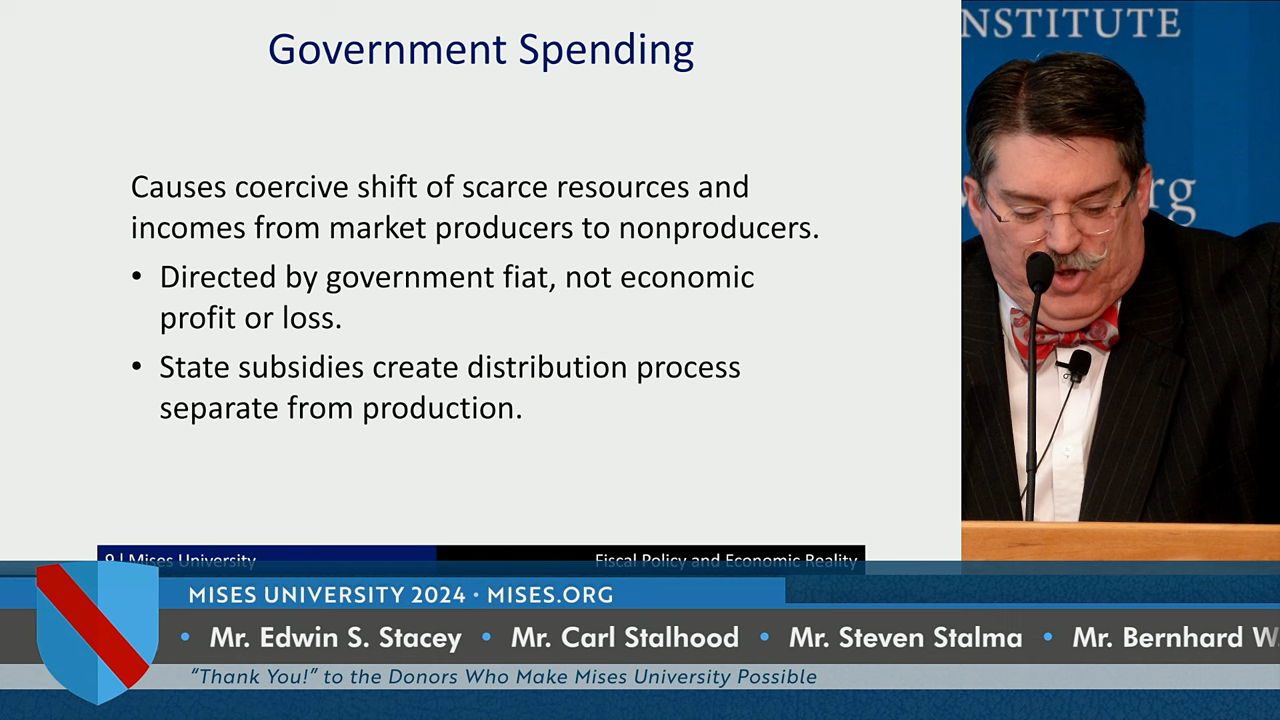 Government Spending
Causes coercive shift of scarce resources and
incomes from market producers to nonproducers.
• Directed by government fiat, not economic
profit or loss.
• State subsidies create distribution process
separate from production.
NSTITUTE
rg
9 | Mises University
Fiscal Policy and Economic Reality
MISES UNIVERSITY 2024 • MISES.ORG
• Mr. Edwin S. Stacey • Mr. Carl Stalhood • Mr. Steven Stalma • Mr. Bernhard W
“Thank You!” to the Donors Who Make Mises University Possible